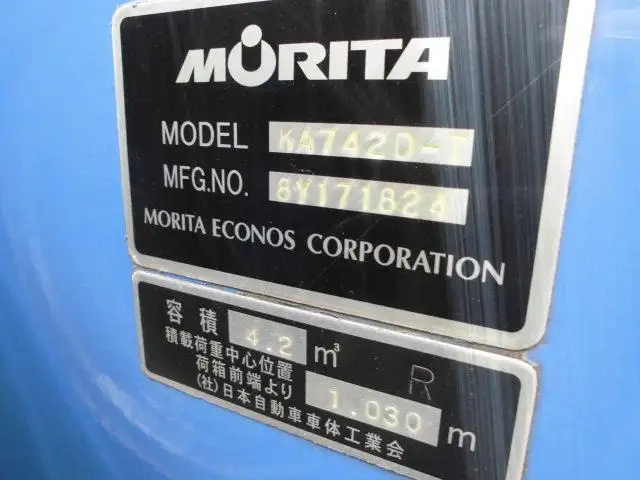 MORITA
MODEL KA742D-T
MFG.NO. 8Y171824
MORITA ECONOS CORPORATION
容積 4.2 m³
積載荷重中心位置 R
荷箱前端より 1.030 m
(社)日本自動車車体工業会